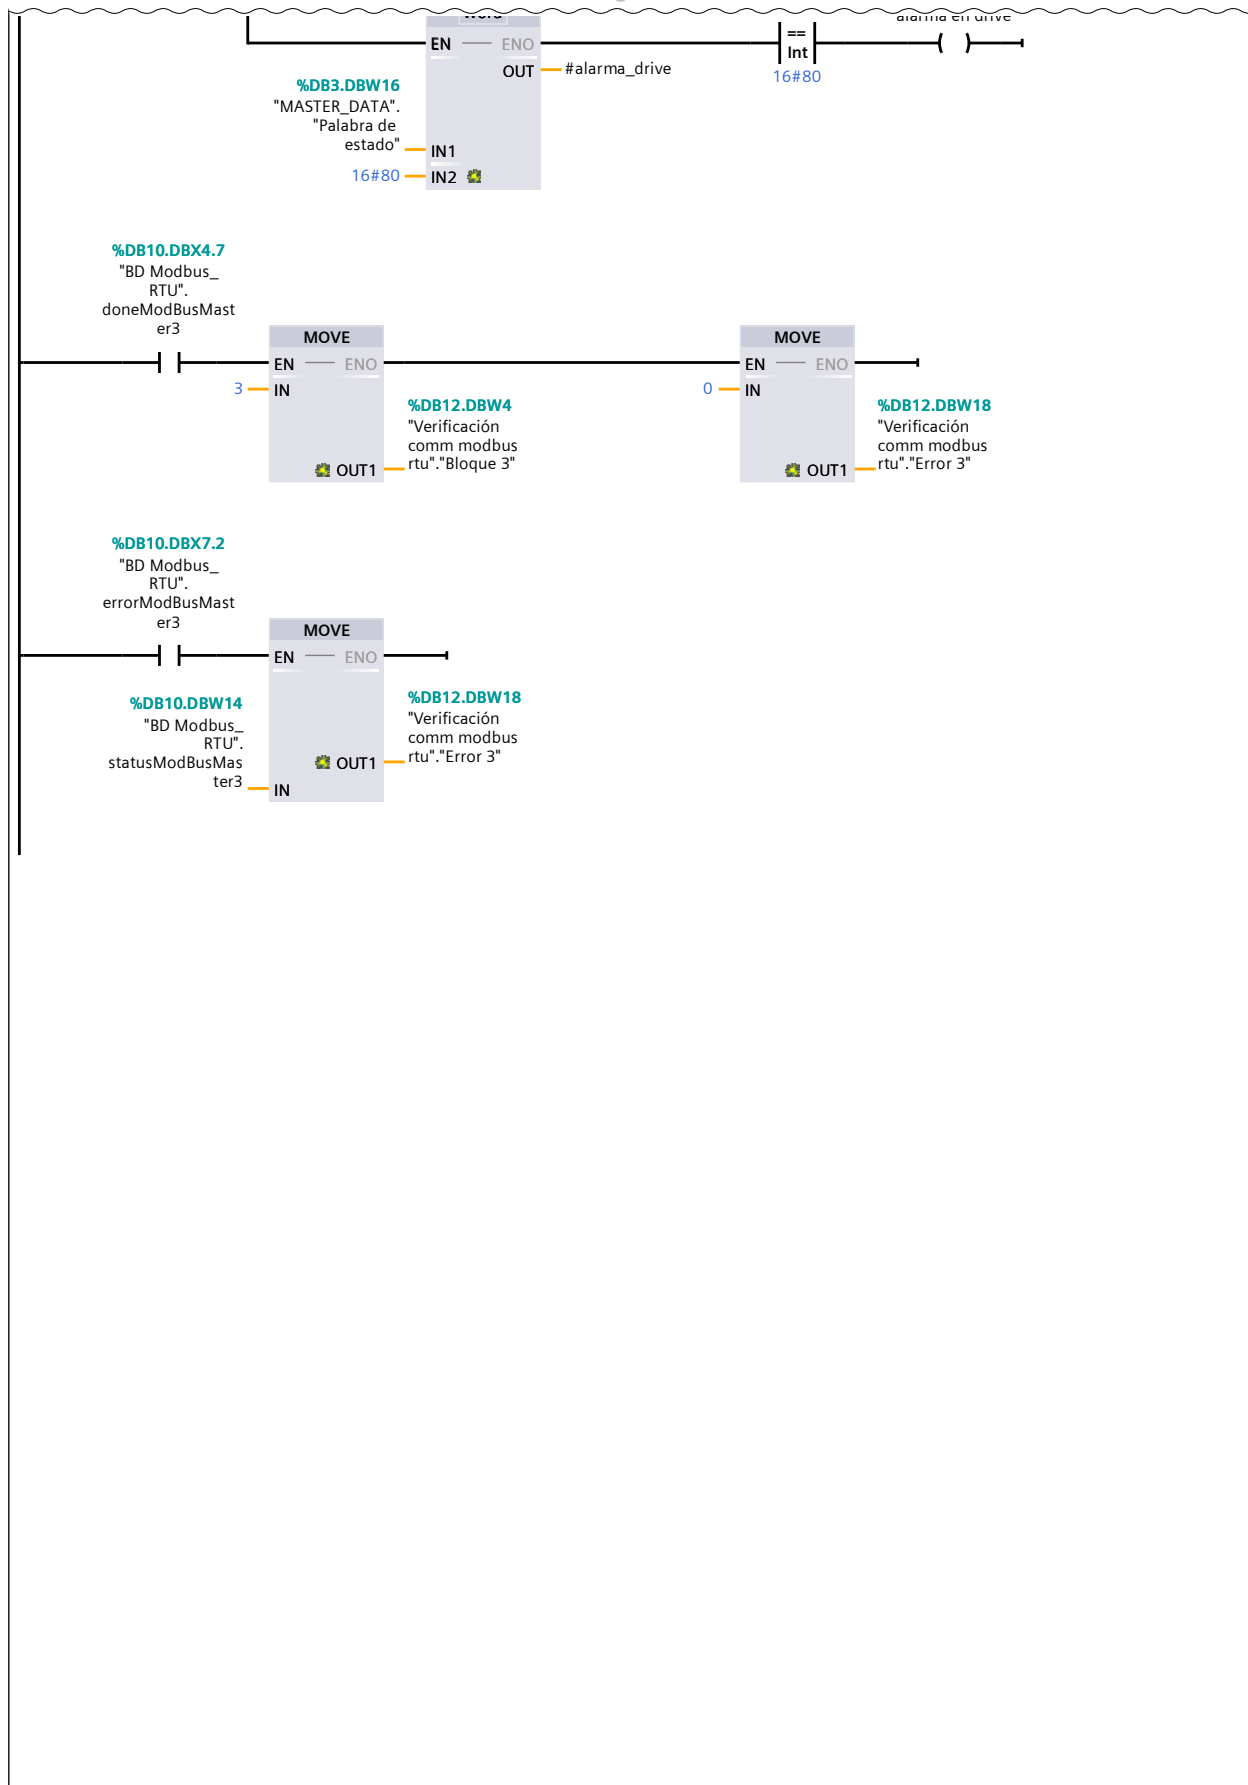 Word
alarma en drive
EN ENO
==
Int
OUT
#alarma_drive
16#80
%DB3.DBW16
"MASTER_DATA".
"Palabra de
estado"
IN1
16#80
IN2
%DB10.DBX4.7
"BD Modbus_
RTU".
doneModBusMast
er3
MOVE
EN ENO
3
IN
%DB12.DBW4
"Verificación
comm modbus
rtu"."Bloque 3"
OUT1
MOVE
EN ENO
0
IN
%DB12.DBW18
"Verificación
comm modbus
rtu"."Error 3"
OUT1
%DB10.DBX7.2
"BD Modbus_
RTU".
errorModBusMast
er3
MOVE
EN ENO
%DB10.DBW14
"BD Modbus_
RTU".
statusModBusMas
ter3
IN
%DB12.DBW18
"Verificación
comm modbus
rtu"."Error 3"
OUT1